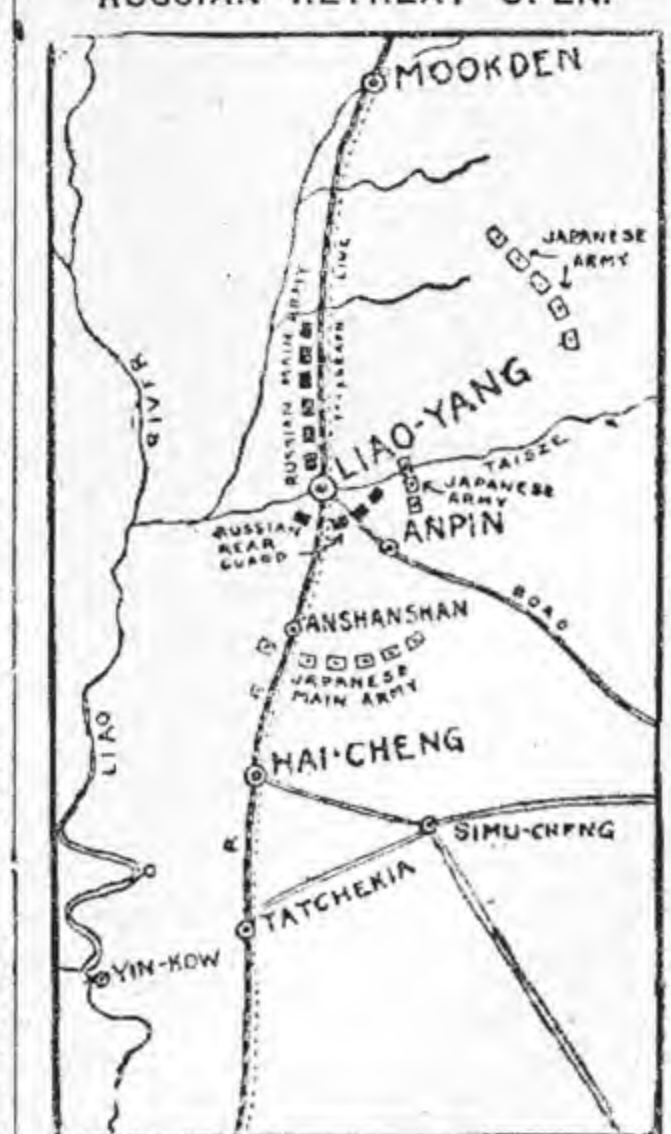 RUSSIAN RETREAT OPEN.
MOOKDEN
JAPANESE
ARMY
RUSSIAN MAIN ARMY
LINE
RIVER
LIAO-YANG
TAISZE
JAPANESE
ARMY
RUSSIAN
REAR
GUARD
ANPIN
ROAD
ANSHANSHAN
JAPANESE
MAIN ARMY
LIAO
HAI-CHENG
R
SIMU-CHENG
TATCHEKIA
YIN-KOW